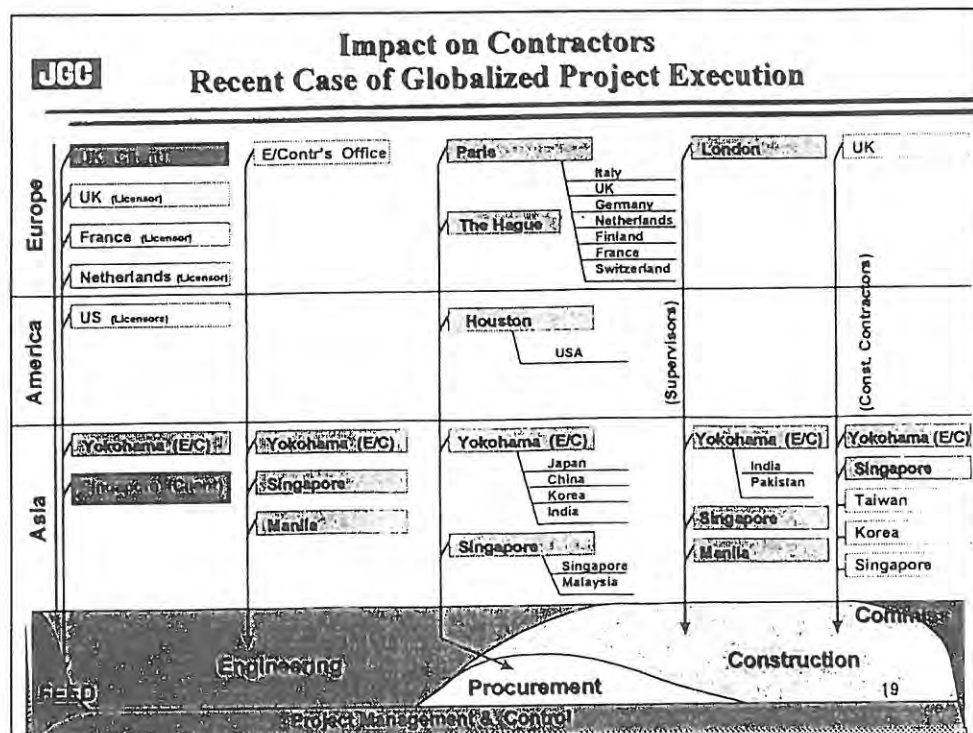 JGC
Impact on Contractors
Recent Case of Globalized Project Execution
Europe
UK
UK (Licensor)
France (Licensor)
Netherlands (Licensor)
E/Contr's Office
Paris
Italy
UK
Germany
Netherlands
Finland
France
Switzerland
The Hague
London
UK
America
US (Licensors)
Houston
USA
(Supervisors)
(Const. Contractors)
Asia
Yokohama (E/C)
Yokohama (E/C)
Singapore
Manila
Yokohama (E/C)
Japan
China
Korea
India
Singapore
Singapore
Malaysia
Yokohama (E/C)
India
Pakistan
Singapore
Manila
Yokohama (E/C)
Singapore
Taiwan
Korea
Singapore
FEED
Engineering
Procurement
Construction
Project Management & Control
19